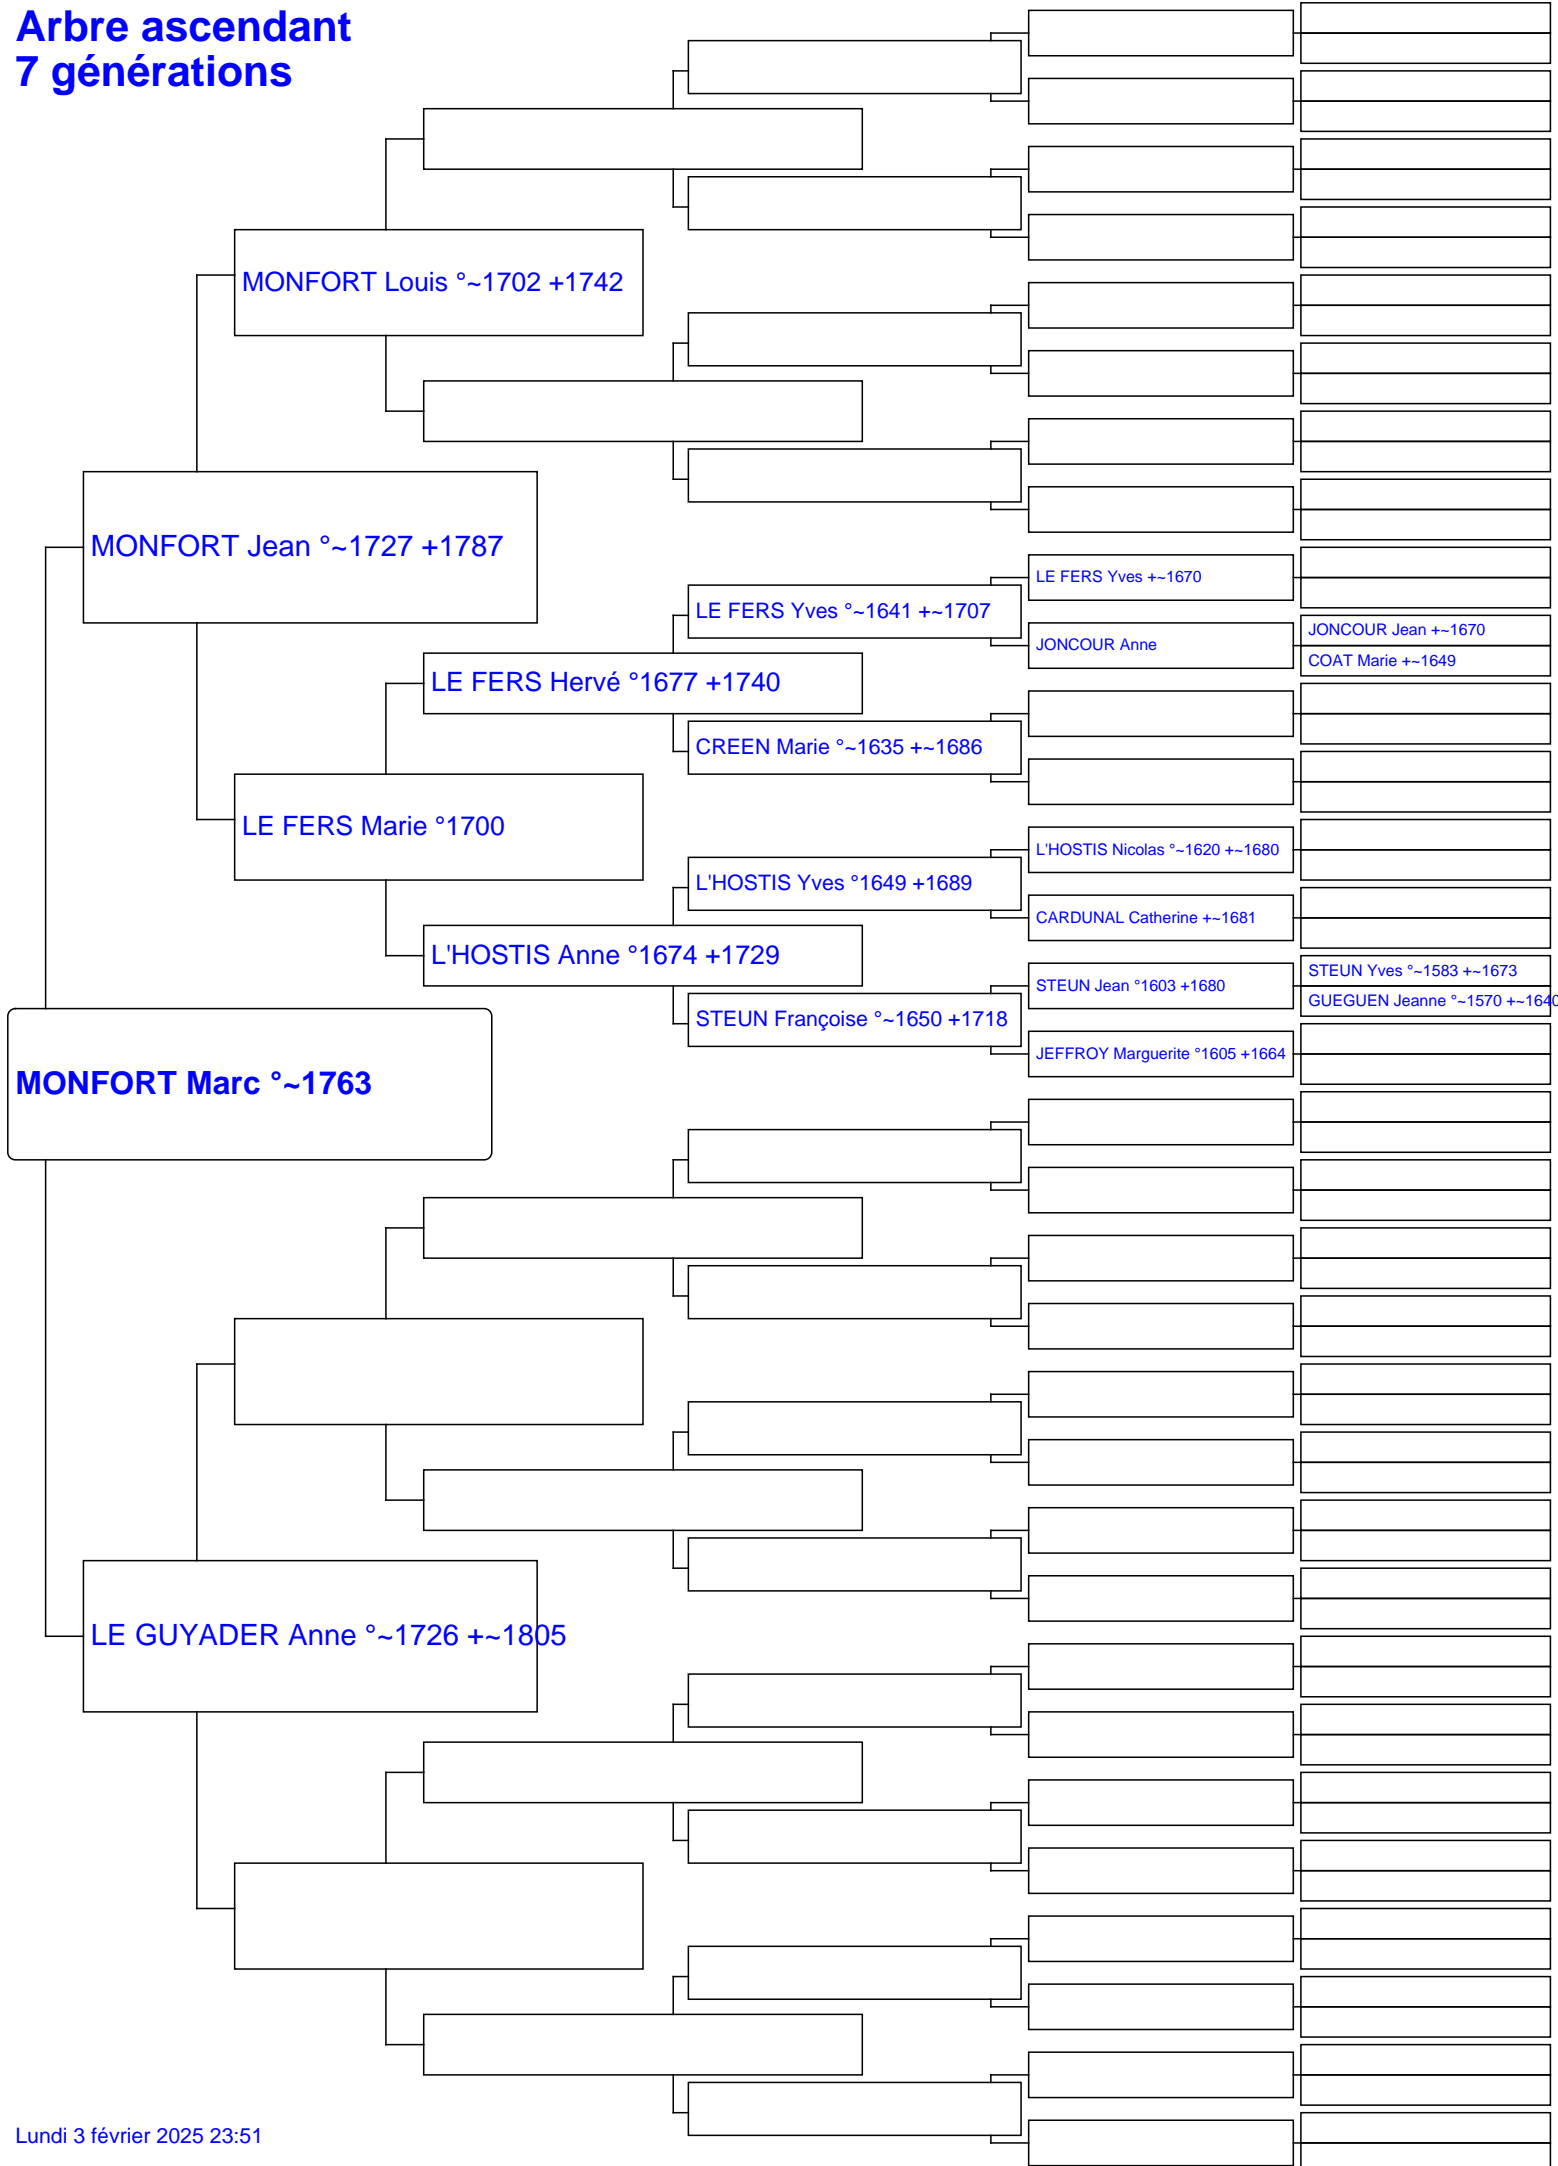 Arbre ascendant
7 générations
MONFORT Louis °~1702 +1742
MONFORT Jean °~1727 +1787
LE FERS Yves +~1670
LE FERS Yves °~1641 +~1707
JONCOUR Jean +~1670
JONCOUR Anne
COAT Marie +~1649
LE FERS Hervé °1677 +1740
CREEN Marie °~1635 +~1686
LE FERS Marie °1700
L'HOSTIS Nicolas °~1620 +~1680
L'HOSTIS Yves °1649 +1689
CARDUNAL Catherine +~1681
L'HOSTIS Anne °1674 +1729
STEUN Yves °~1583 +~1673
STEUN Jean °1603 +1680
GUEGUEN Jeanne °~1570 +~1640
STEUN Françoise °~1650 +1718
JEFFROY Marguerite °1605 +1664
MONFORT Marc °~1763
LE GUYADER Anne °~1726 +~1805
Lundi 3 février 2025 23:51